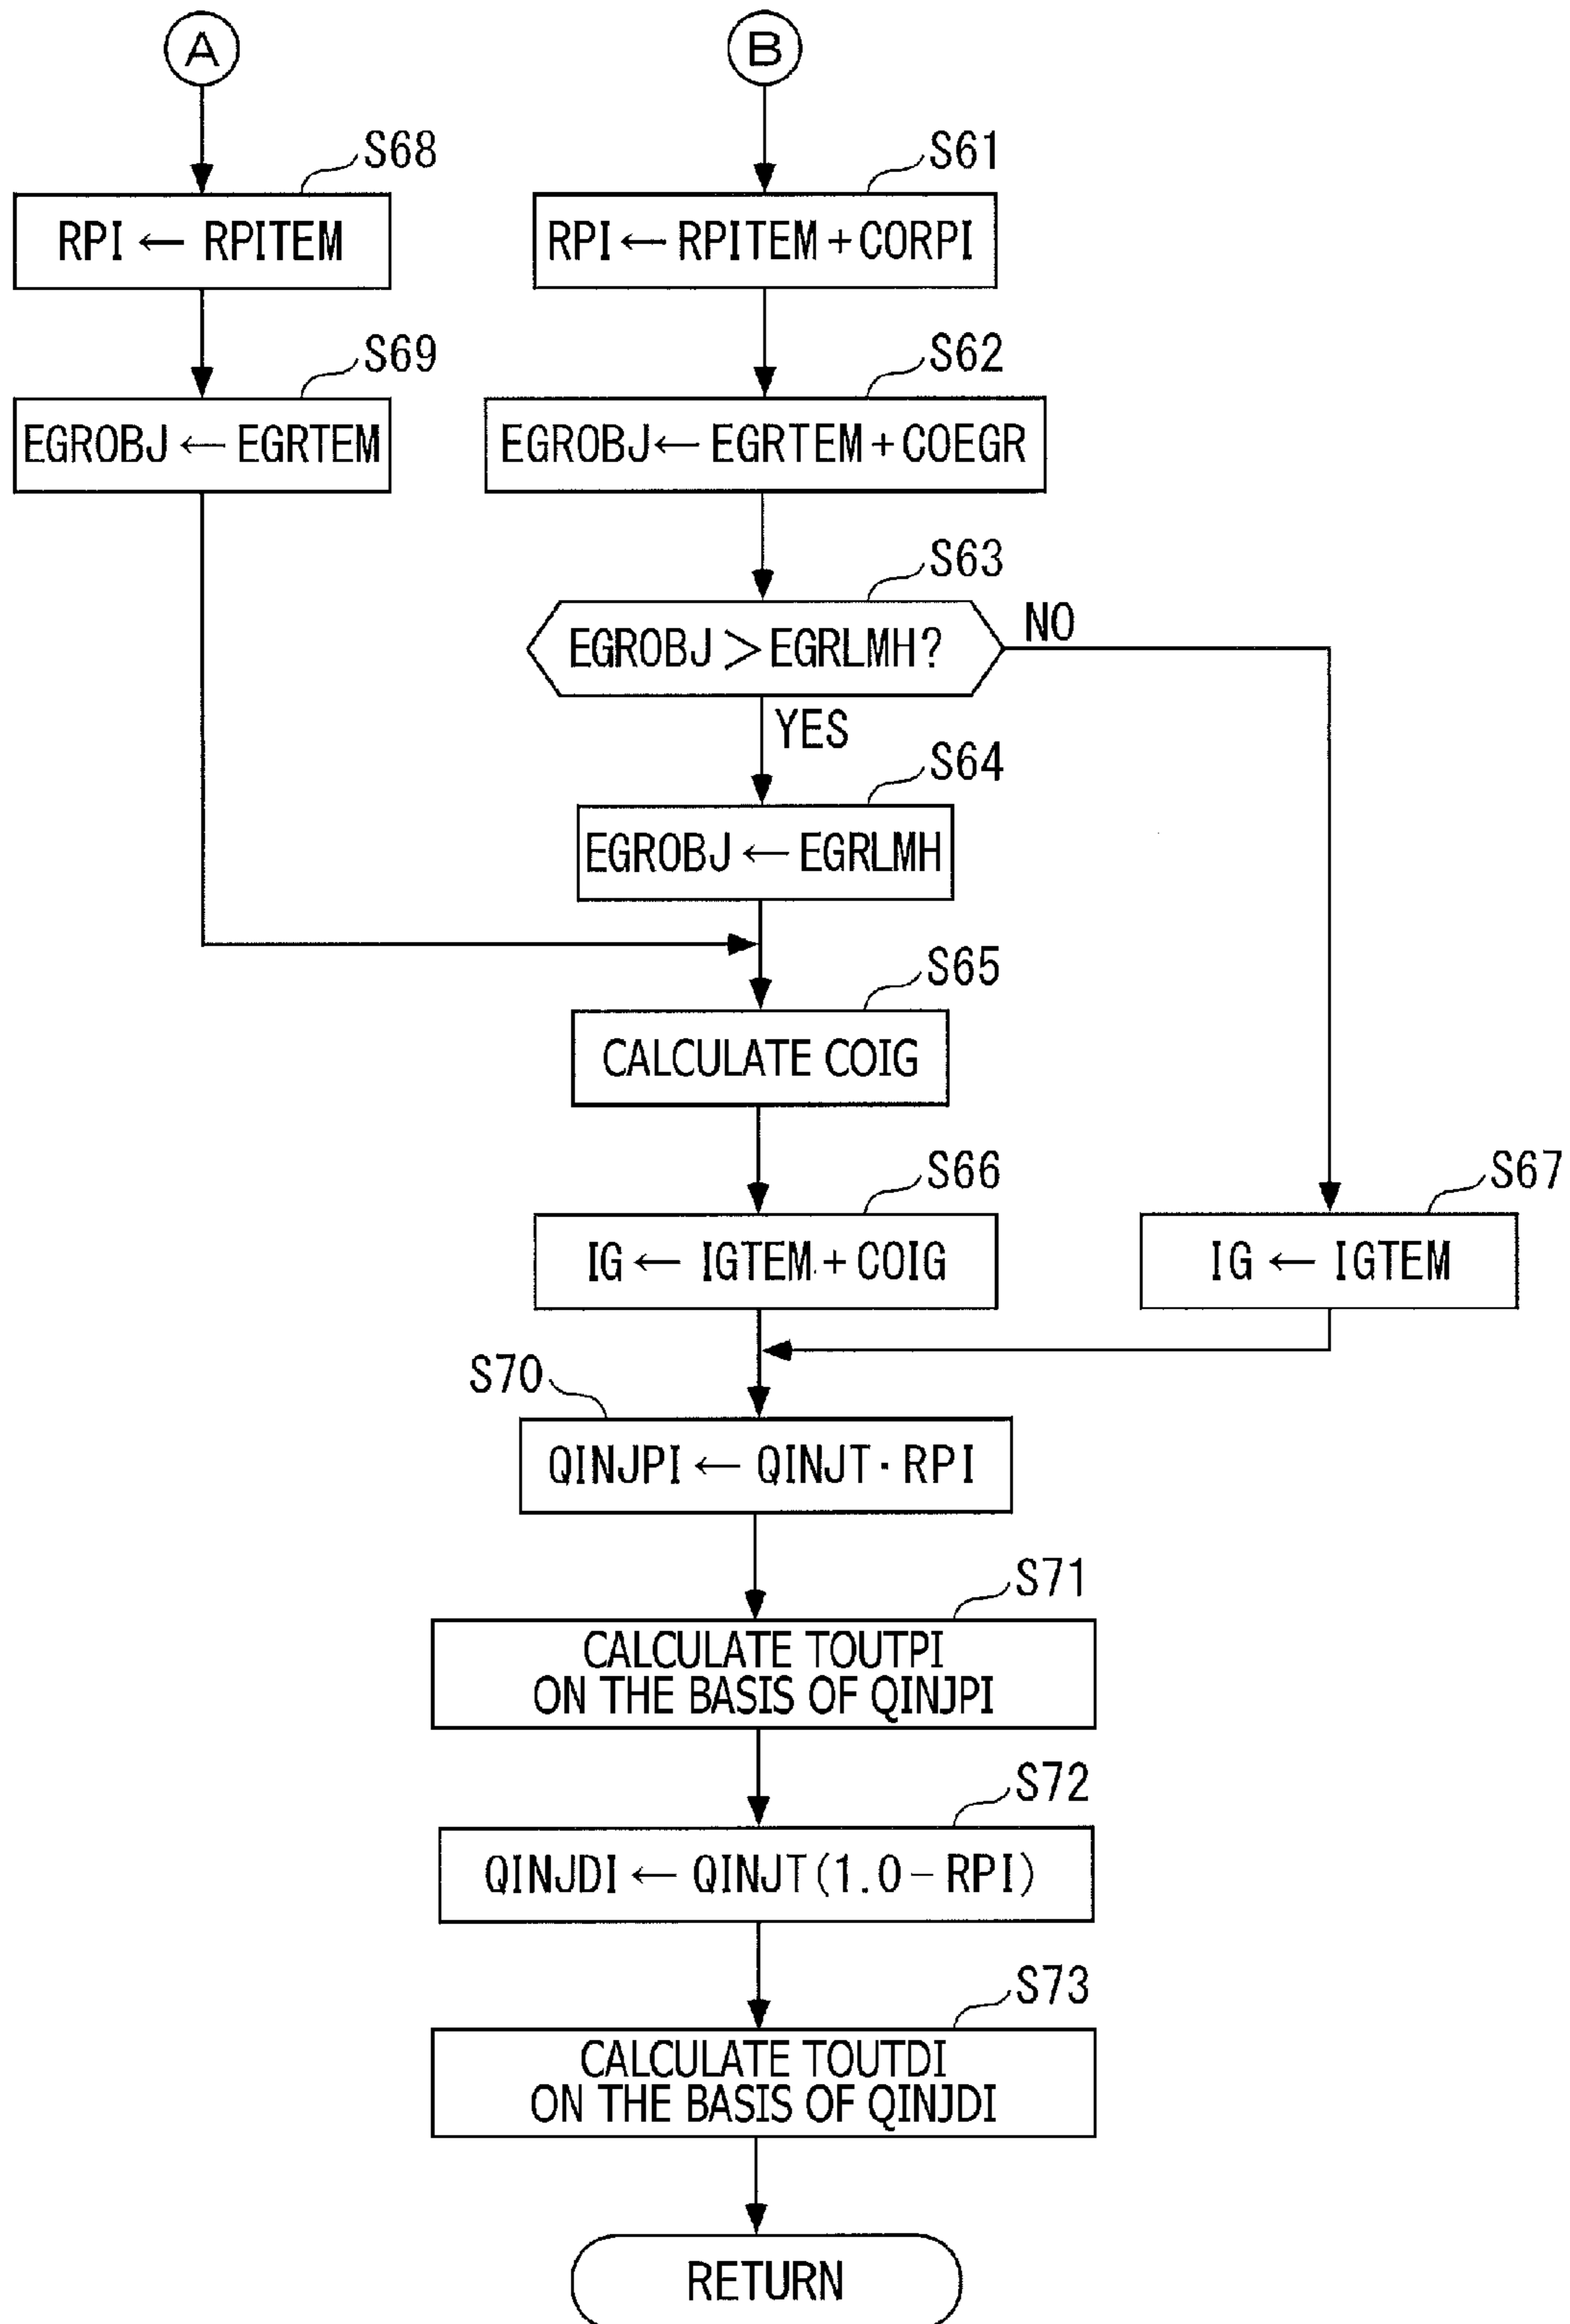 A
B
S68
RPI ← RPITEM
S61
RPI ← RPITEM + CORPI
S69
EGROBJ ← EGRTEM
S62
EGROBJ ← EGRTEM + COEGR
S63
EGROBJ > EGRLMH?
NO
YES
S64
EGROBJ ← EGRLMH
S65
CALCULATE COIG
S66
IG ← IGTEM + COIG
S67
IG ← IGTEM
S70
QINJPI ← QINJT · RPI
S71
CALCULATE TOUTPI
ON THE BASIS OF QINJPI
S72
QINJDI ← QINJT (1.0 − RPI)
S73
CALCULATE TOUTDI
ON THE BASIS OF QINJDI
RETURN